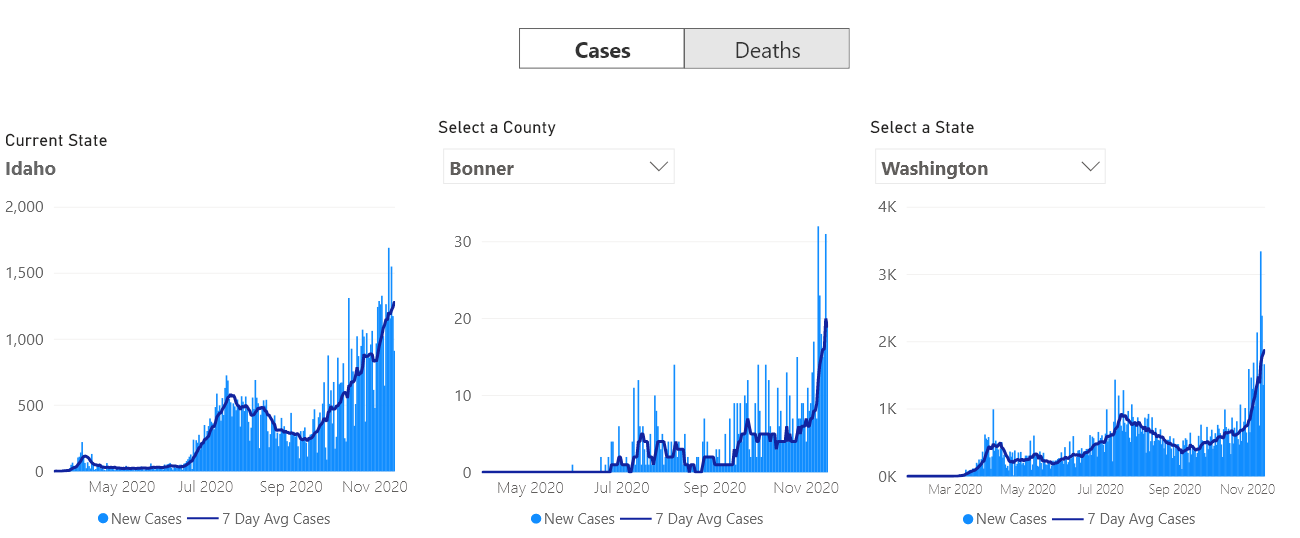 Cases Deaths
Current State
Idaho
2,000
1,500
1,000
500
0
May 2020 Jul 2020 Sep 2020 Nov 2020
New Cases 7 Day Avg Cases
Select a County
Bonner
30
20
10
0
May 2020 Jul 2020 Sep 2020 Nov 2020
New Cases 7 Day Avg Cases
Select a State
Washington
4K
3K
2K
1K
0K
Mar 2020 May 2020 Jul 2020 Sep 2020 Nov 2020
New Cases 7 Day Avg Cases